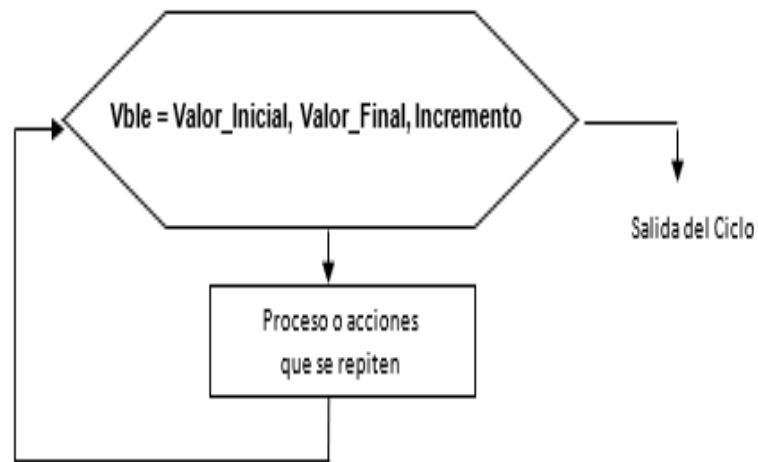 Vble = Valor_Inicial, Valor_Final, Incremento
Salida del Ciclo
Proceso o acciones
que se repiten